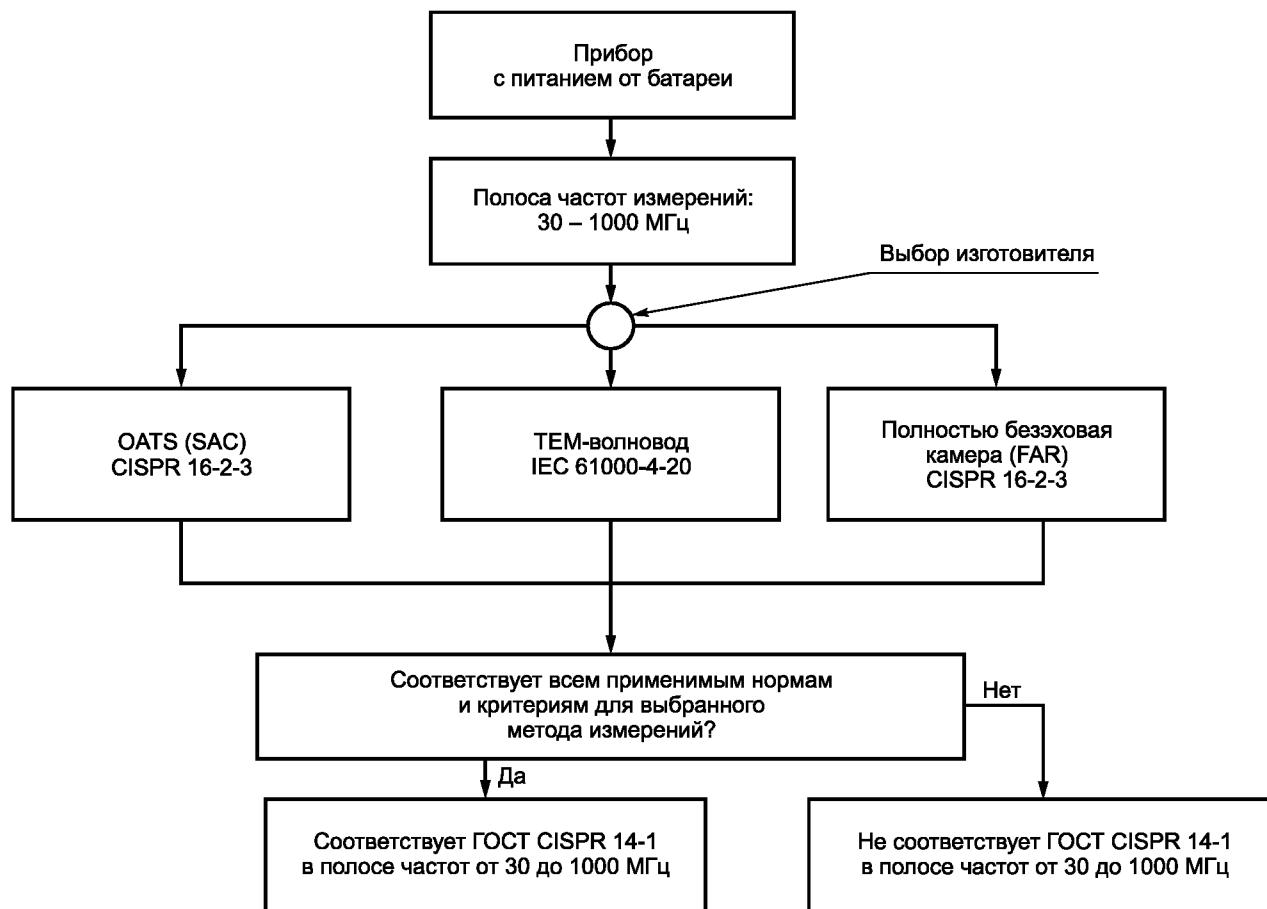 Прибор
с питанием от батареи
Полоса частот измерений:
30 – 1000 МГц
Выбор изготовителя
OATS (SAC)
CISPR 16-2-3
ТЕМ-волновод
IEC 61000-4-20
Полностью безэховая
камера (FAR)
CISPR 16-2-3
Соответствует всем применимым нормам
и критериям для выбранного
метода измерений?
Нет
Да
Соответствует ГОСТ CISPR 14-1
в полосе частот от 30 до 1000 МГц
Не соответствует ГОСТ CISPR 14-1
в полосе частот от 30 до 1000 МГц